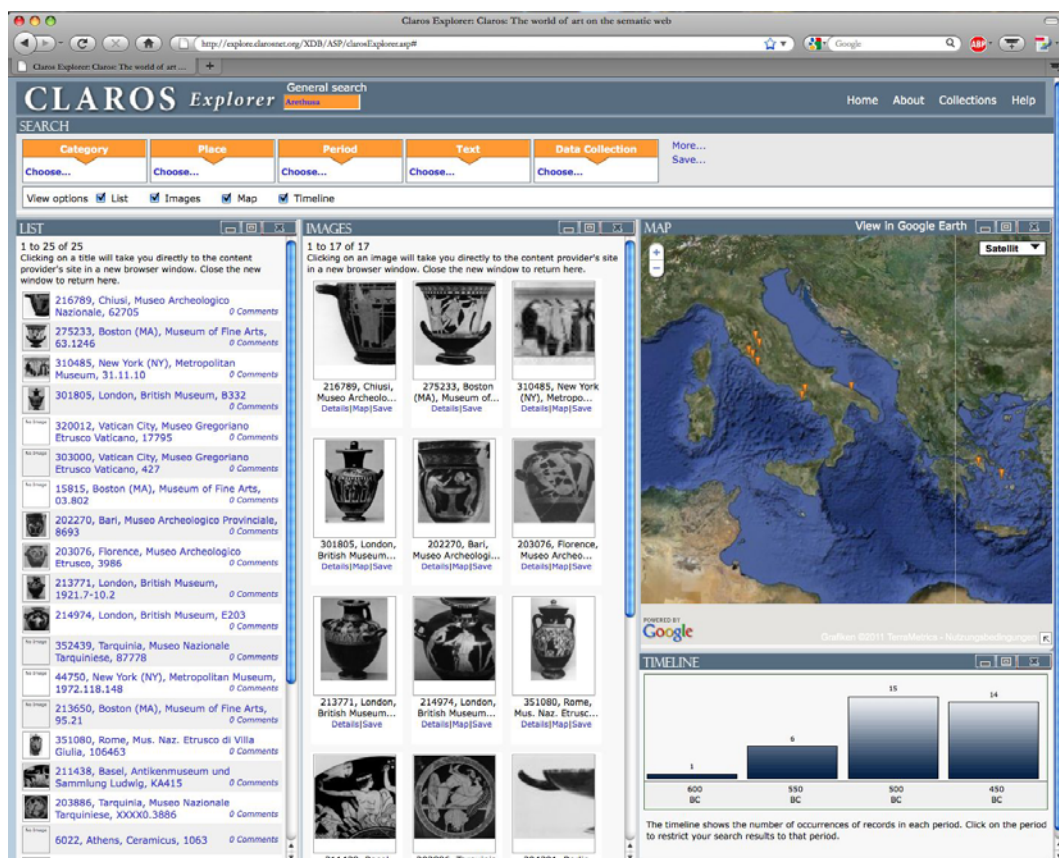 Claros Explorer: Claros: The world of art on the sematic web
http://explore.clarosnet.org/XDB/ASP/clarosExplorer.asp#
Google
ABP
Claros Explorer: Claros: The world of art ...
+
CLAROS Explorer
General search
Arethusa
Home About Collections Help
SEARCH
Category Place Period Text Data Collection
Choose... Choose... Choose... Choose... Choose...
More...
Save...
View options List Images Map Timeline
LIST
1 to 25 of 25
Clicking on a title will take you directly to the content
provider's site in a new browser window. Close the new
window to return here.
216789, Chiusi, Museo Archeologico
Nazionale, 62705 0 Comments
275233, Boston (MA), Museum of Fine Arts,
63.1246 0 Comments
310485, New York (NY), Metropolitan
Museum, 31.11.10 0 Comments
301805, London, British Museum, B332
0 Comments
No Image
320012, Vatican City, Museo Gregoriano
Etrusco Vaticano, 17795 0 Comments
No Image
303000, Vatican City, Museo Gregoriano
Etrusco Vaticano, 427 0 Comments
No Image
15815, Boston (MA), Museum of Fine Arts,
03.802 0 Comments
202270, Bari, Museo Archeologico Provinciale,
8693 0 Comments
203076, Florence, Museo Archeologico
Etrusco, 3986 0 Comments
213771, London, British Museum,
1921.7-10.2 0 Comments
214974, London, British Museum, E203
0 Comments
No Image
352439, Tarquinia, Museo Nazionale
Tarquiniese, 87778 0 Comments
No Image
44750, New York (NY), Metropolitan Museum,
1972.118.148 0 Comments
No Image
213650, Boston (MA), Museum of Fine Arts,
95.21 0 Comments
351080, Rome, Mus. Naz. Etrusco di Villa
Giulia, 106463 0 Comments
211438, Basel, Antikenmuseum und
Sammlung Ludwig, KA415 0 Comments
203886, Tarquinia, Museo Nazionale
Tarquiniese, XXXX0.3886 0 Comments
No Image
6022, Athens, Ceramicus, 1063 0 Comments
IMAGES
1 to 17 of 17
Clicking on an image will take you directly to the content provider's site
in a new browser window. Close the new window to return here.
216789, Chiusi,
Museo Archeolo...
Details|Map|Save
275233, Boston
(MA), Museum of...
Details|Save
310485, New York
(NY), Metropo...
Details|Map|Save
301805, London,
British Museum...
Details|Map|Save
202270, Bari,
Museo Archeologi...
Details|Map|Save
203076, Florence,
Museo Archeo...
Details|Map|Save
213771, London,
British Museum...
Details|Save
214974, London,
British Museum...
Details|Map|Save
351080, Rome,
Mus. Naz. Etrusc...
Details|Map|Save
MAP
View in Google Earth
Satellit
POWERED BY
Google
Grafiken ©2011 TerraMetrics - Nutzungsbedingungen
TIMELINE
1 6 15 14
600 550 500 450
BC BC BC BC
The timeline shows the number of occurrences of records in each period. Click on the period
to restrict your search results to that period.